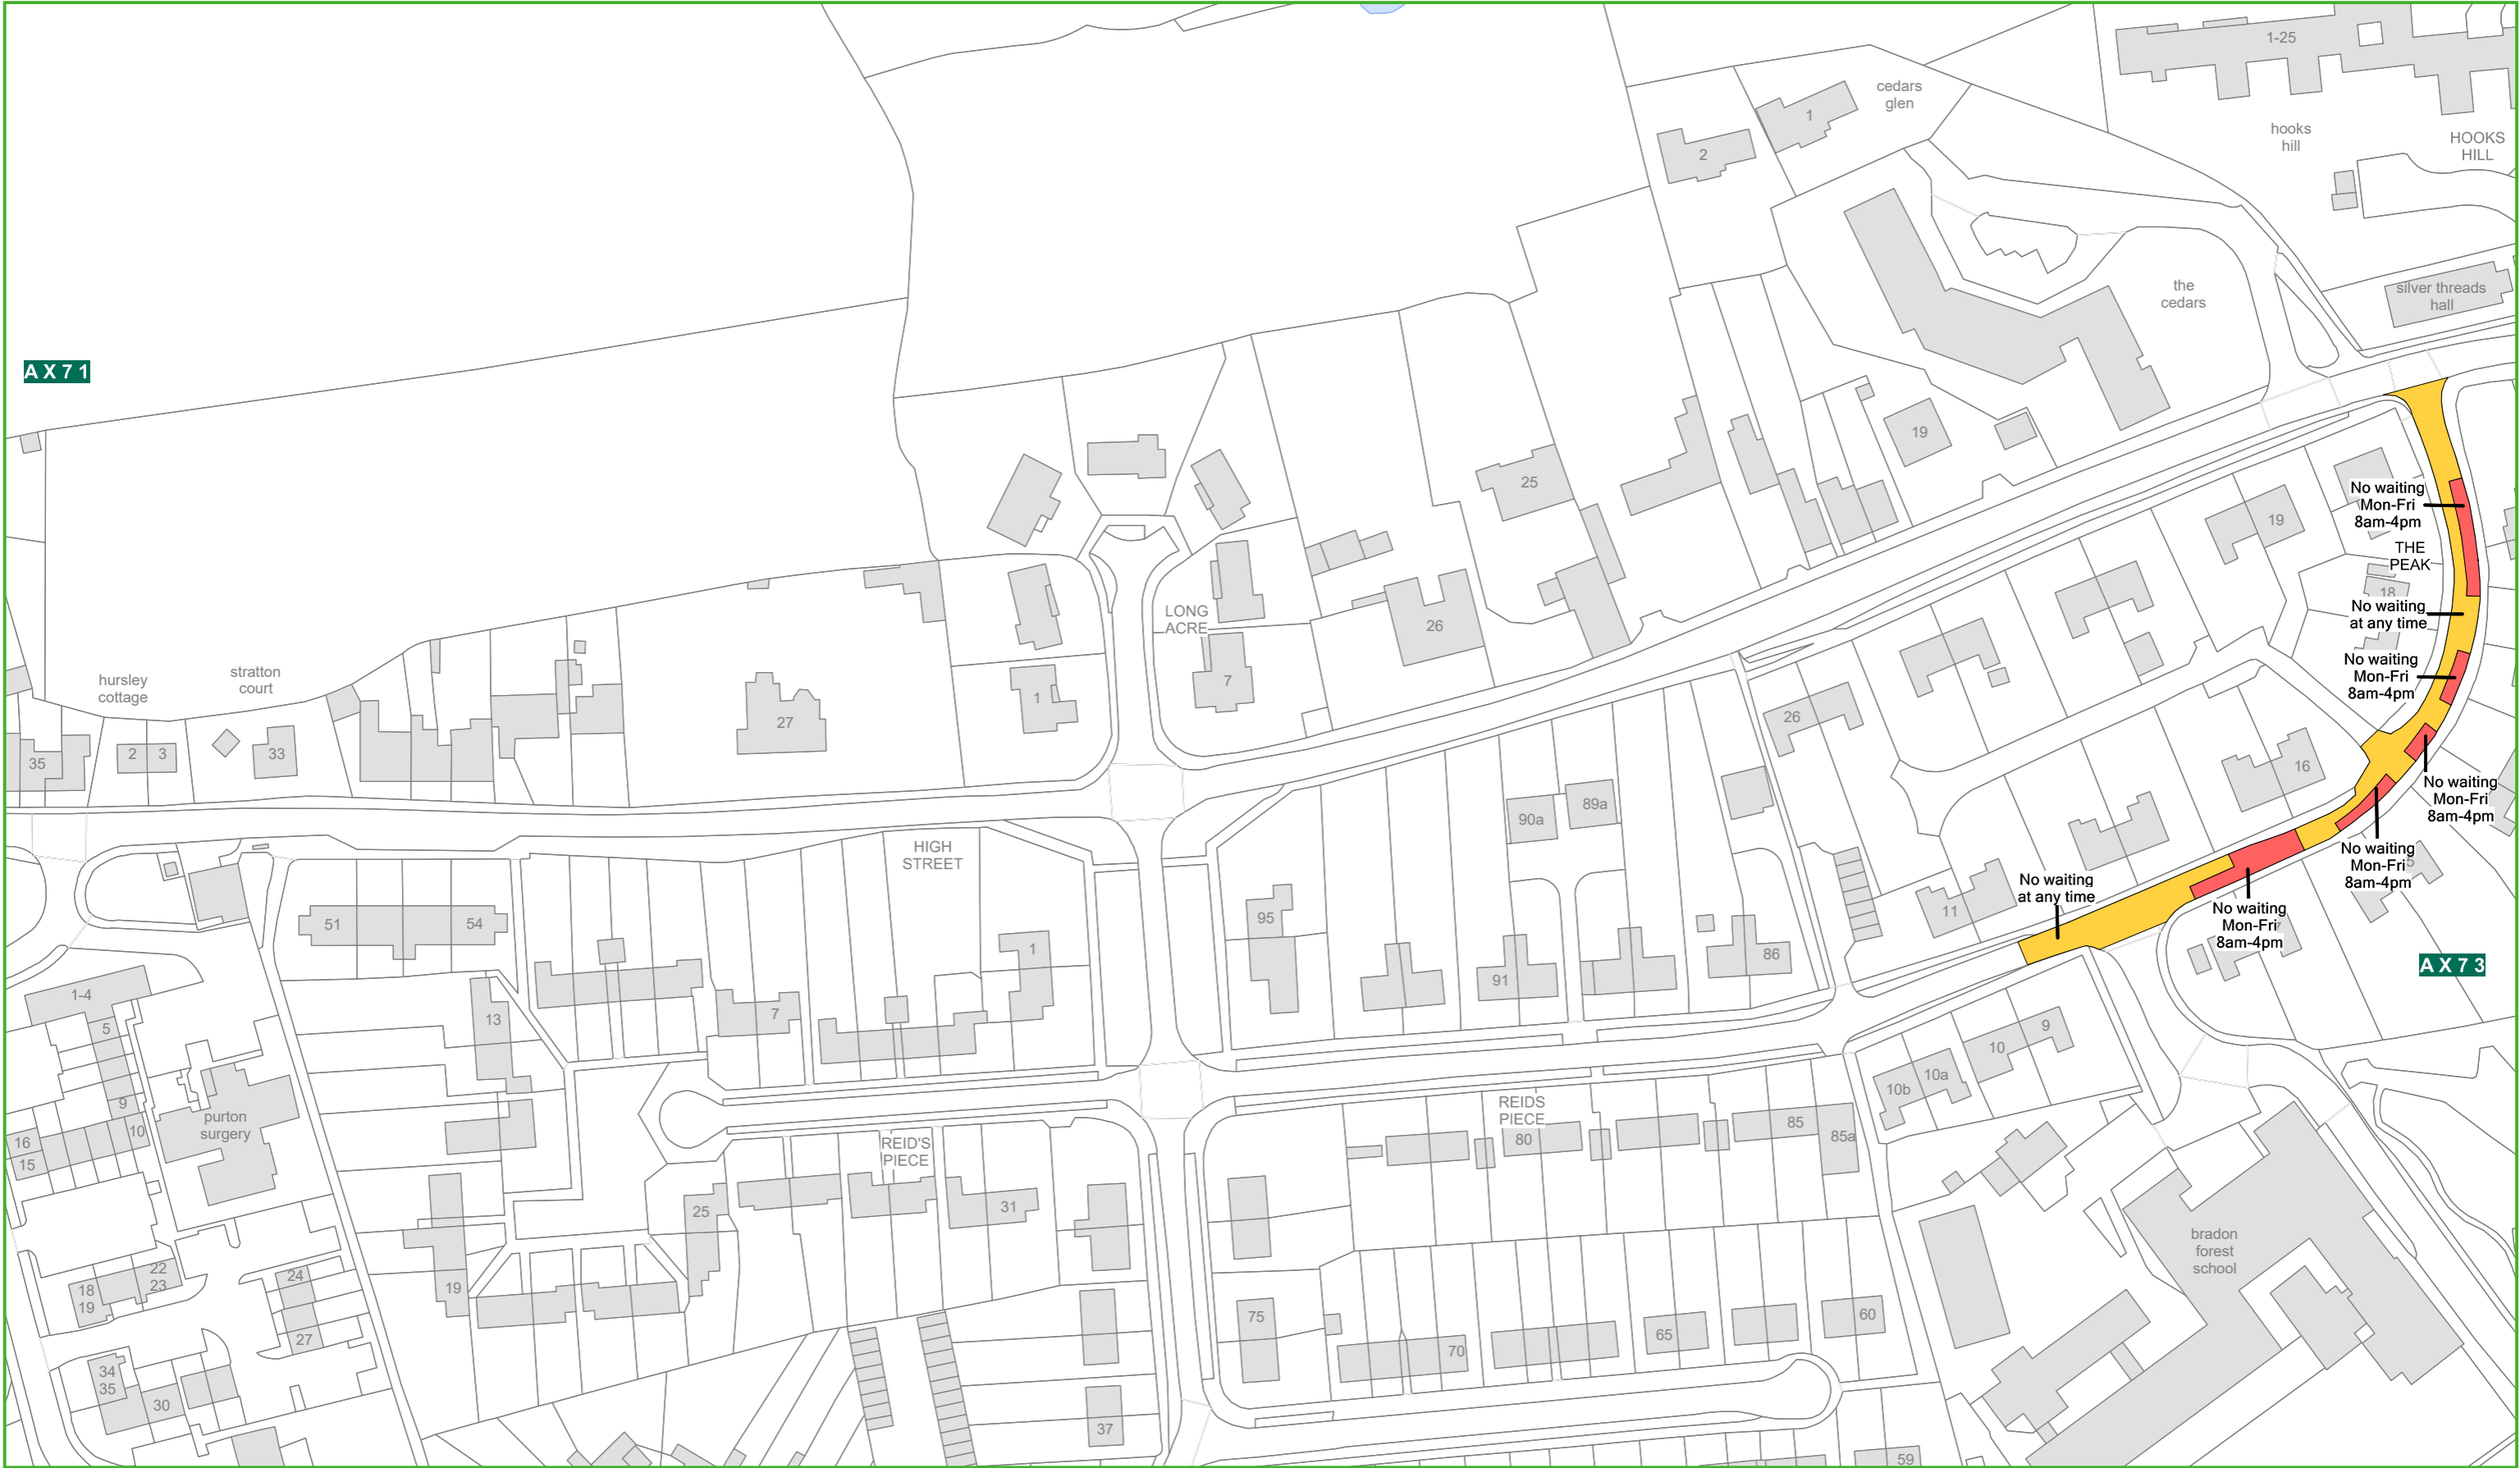 1-25
cedars
glen
1
2
hooks
hill
HOOKS
HILL
the
cedars
silver threads
hall
AX71
19
25
No waiting
Mon-Fri
8am-4pm
19
THE
PEAK
18
No waiting
at any time
LONG
ACRE
26
7
1
27
hursley
cottage
stratton
court
No waiting
Mon-Fri
8am-4pm
35
2
3
33
26
16
No waiting
Mon-Fri
8am-4pm
90a
89a
HIGH
STREET
No waiting
Mon-Fri
8am-4pm
5
51
54
95
1
No waiting
at any time
11
No waiting
Mon-Fri
8am-4pm
86
91
AX73
1-4
5
13
7
9
10
10a
10b
9
10
16
15
purton
surgery
REID'S
PIECE
REIDS
PIECE
80
85
85a
25
31
bradon
forest
school
22
23
18
19
24
27
19
75
70
65
60
34
35
30
37
59